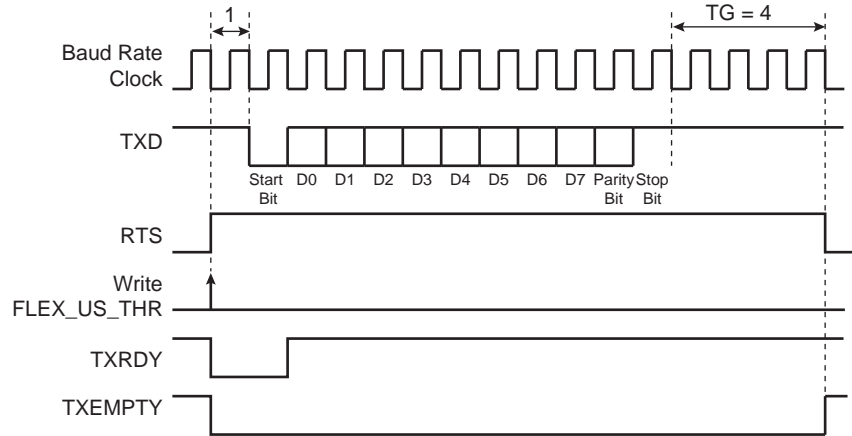 1
TG = 4
Baud Rate
Clock
TXD
Start D0 D1 D2 D3 D4 D5 D6 D7 Parity Stop
Bit Bit Bit
RTS
Write
FLEX_US_THR
TXRDY
TXEMPTY